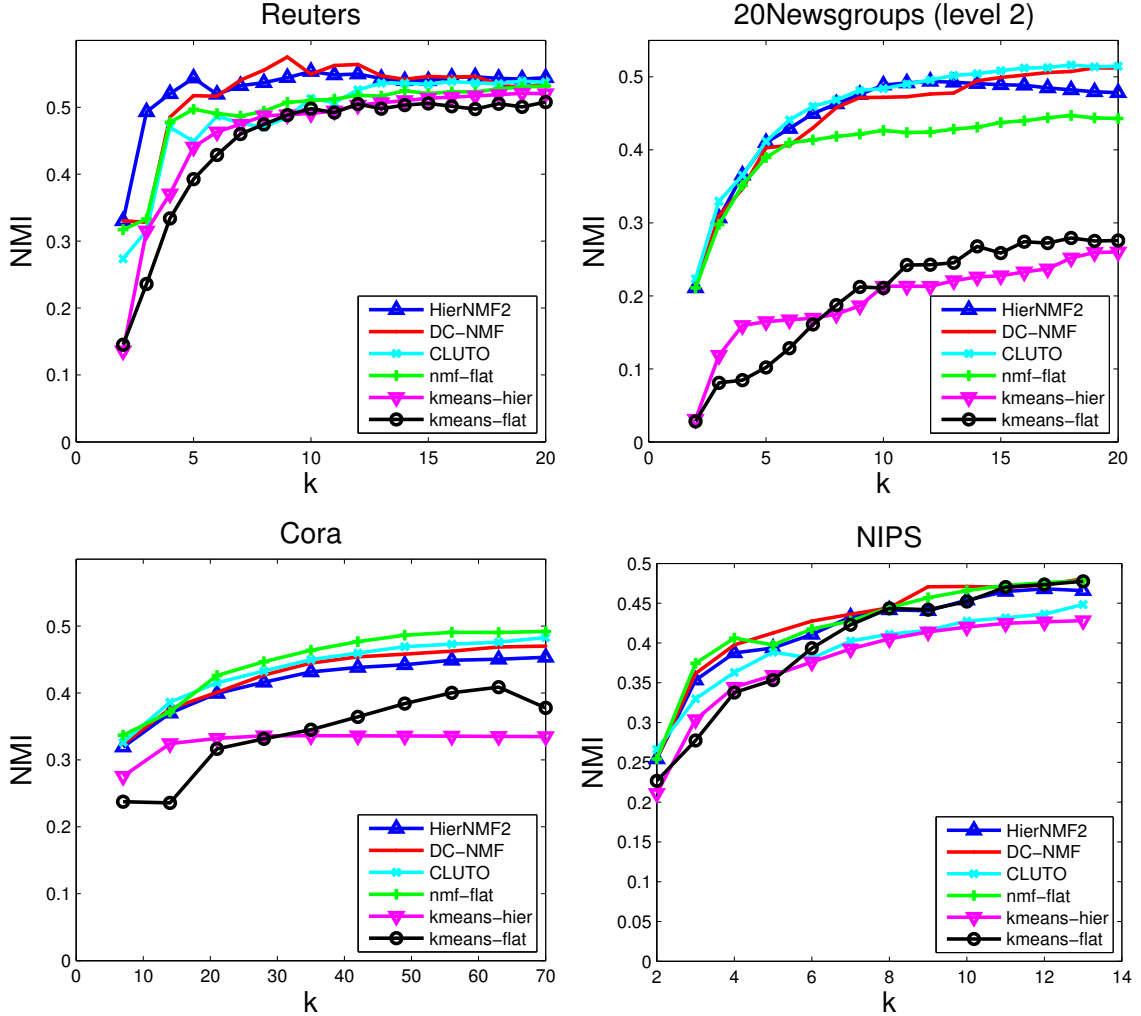 Reuters
NMI
0.5
0.4
0.3
0.2
0.1
0
0 5 10 15 20
k
HierNMF2
DC−NMF
CLUTO
nmf−flat
kmeans−hier
kmeans−flat
20Newsgroups (level 2)
NMI
0.5
0.4
0.3
0.2
0.1
0
0 5 10 15 20
k
HierNMF2
DC−NMF
CLUTO
nmf−flat
kmeans−hier
kmeans−flat
Cora
NMI
0.5
0.4
0.3
0.2
0.1
0
0 10 20 30 40 50 60 70
k
HierNMF2
DC−NMF
CLUTO
nmf−flat
kmeans−hier
kmeans−flat
NIPS
NMI
0.5
0.45
0.4
0.35
0.3
0.25
0.2
0.15
0.1
0.05
0
2 4 6 8 10 12 14
k
HierNMF2
DC−NMF
CLUTO
nmf−flat
kmeans−hier
kmeans−flat